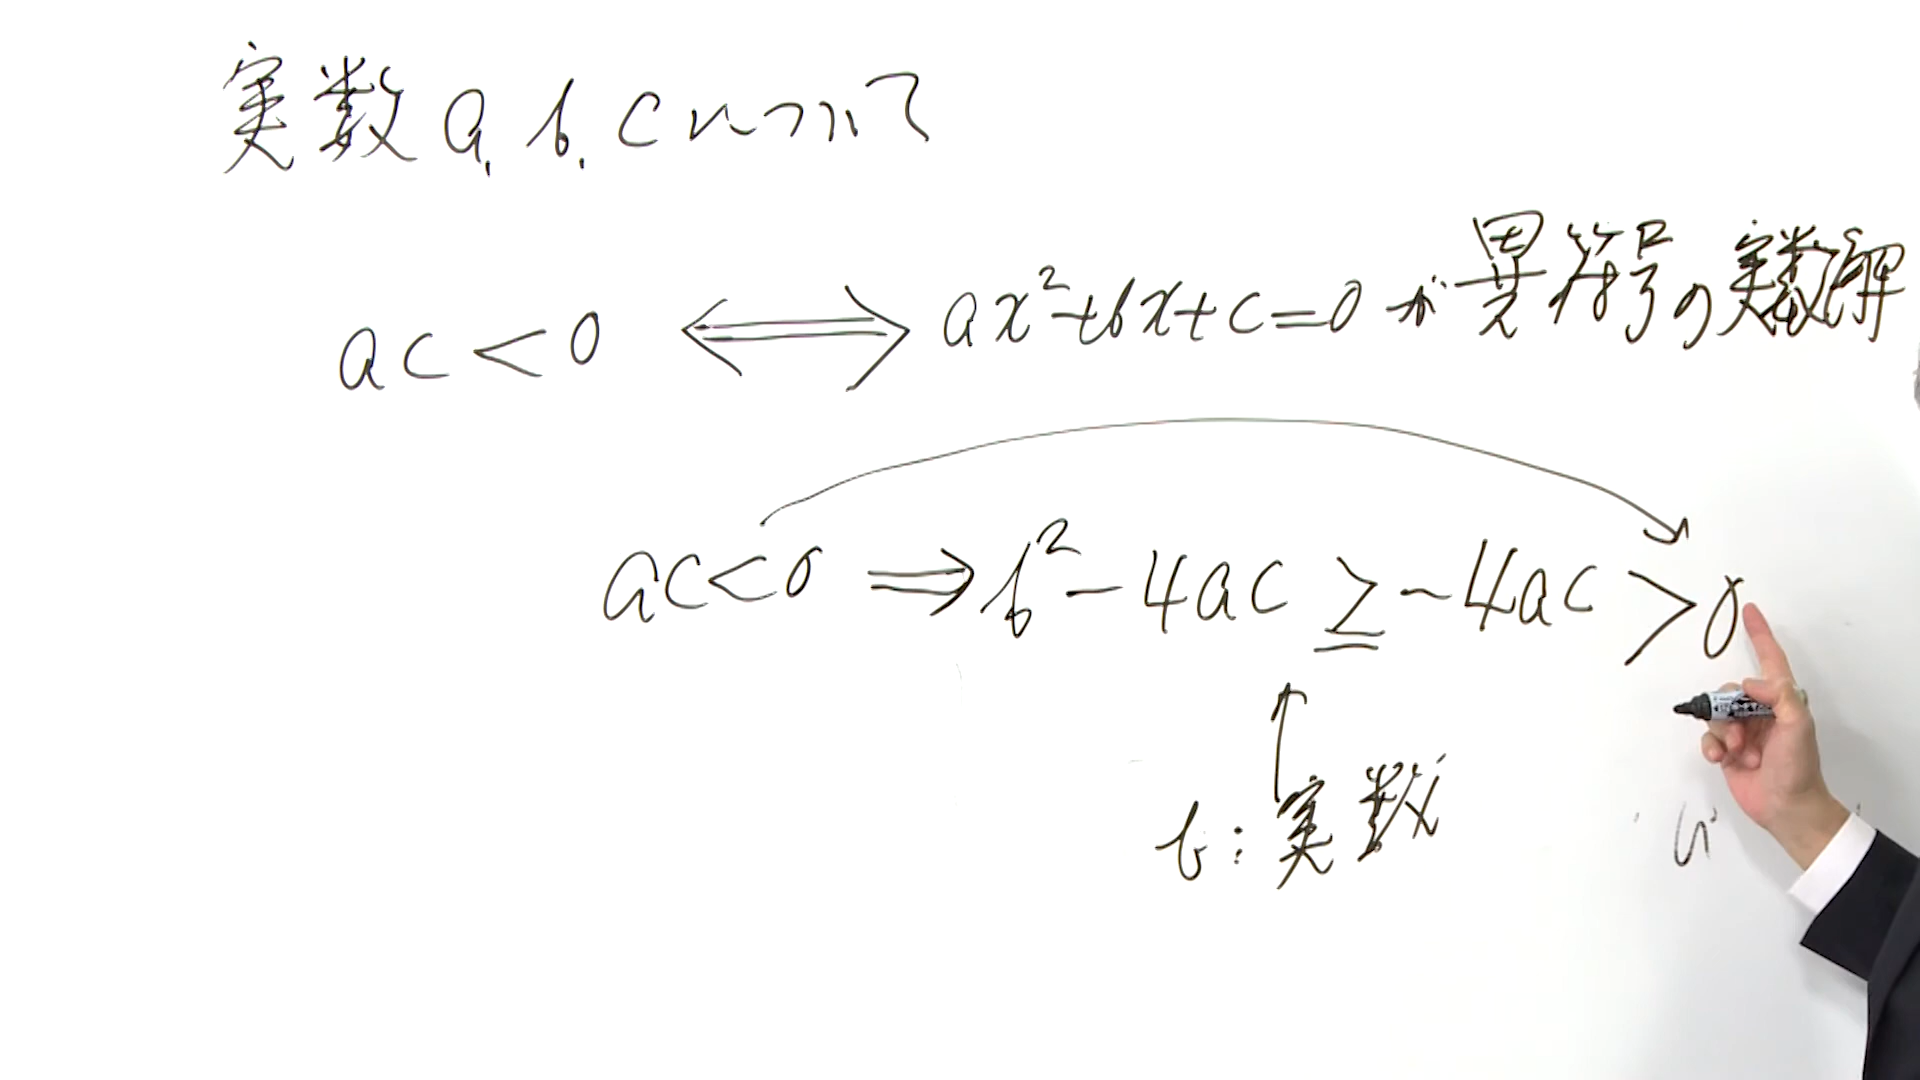 実数a, b, cについて
ac<0 ⟺ ax²+bx+c=0 が異符号の実数解
ac<0 ⇒ b²-4ac ≧ -4ac > 0
↑
b:実数